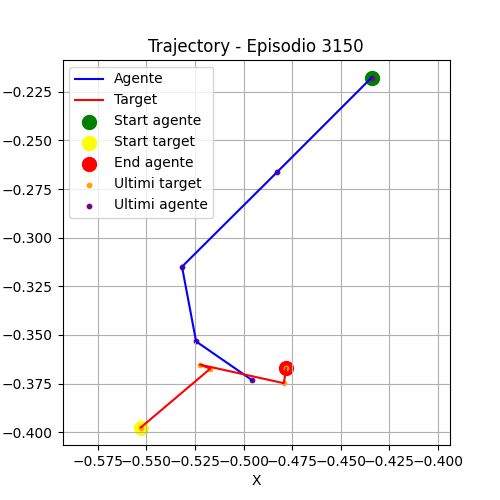 Trajectory - Episodio 3150
Agente
Target
Start agente
Start target
End agente
Ultimi target
Ultimi agente
−0.225
−0.250
−0.275
−0.300
−0.325
−0.350
−0.375
−0.400
−0.575 −0.550 −0.525 −0.500 −0.475 −0.450 −0.425 −0.400
X